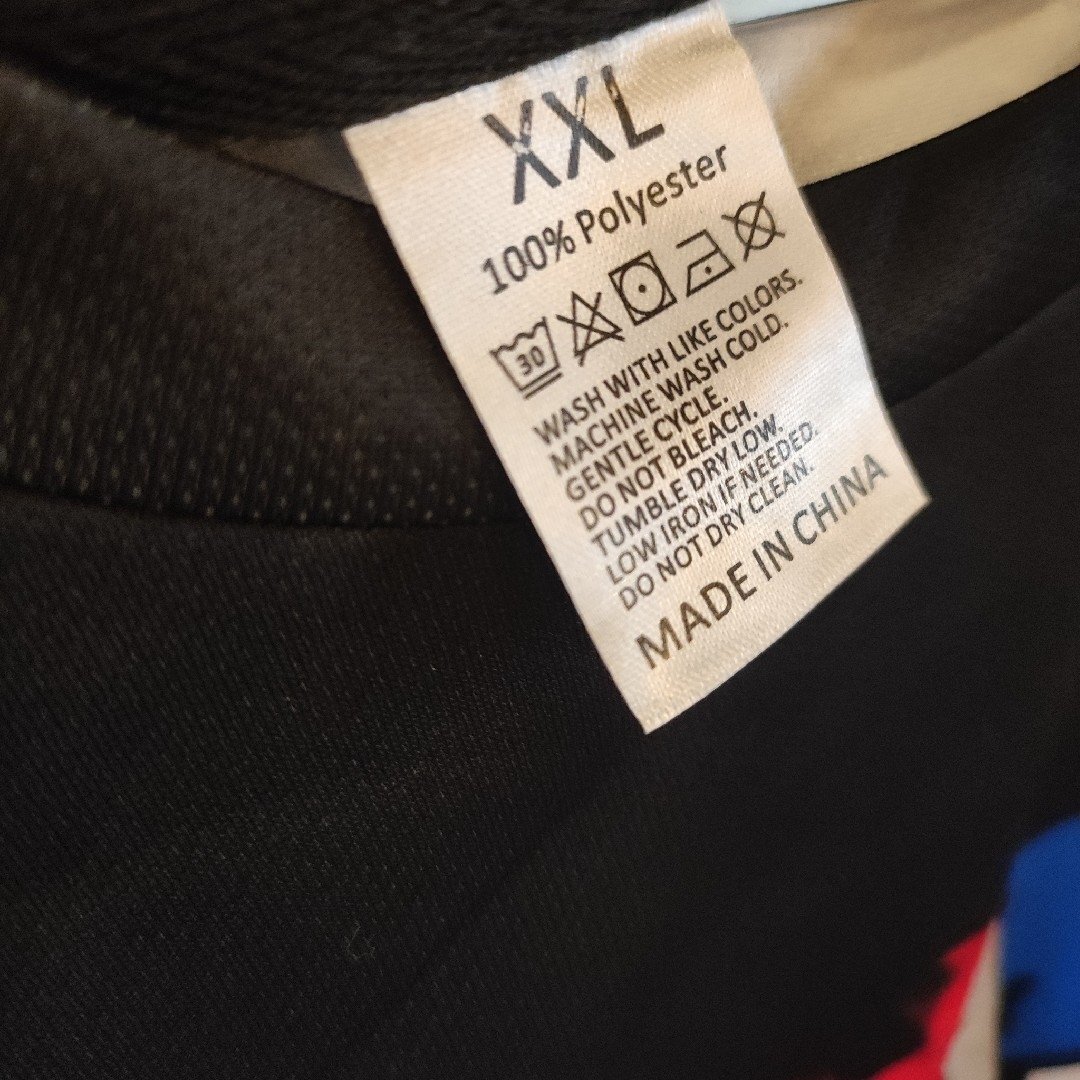 XXL
100% Polyester
30
WASH WITH LIKE COLORS.
MACHINE WASH COLD.
GENTLE CYCLE.
DO NOT BLEACH.
TUMBLE DRY LOW.
LOW IRON IF NEEDED.
DO NOT DRY CLEAN.
MADE IN CHINA